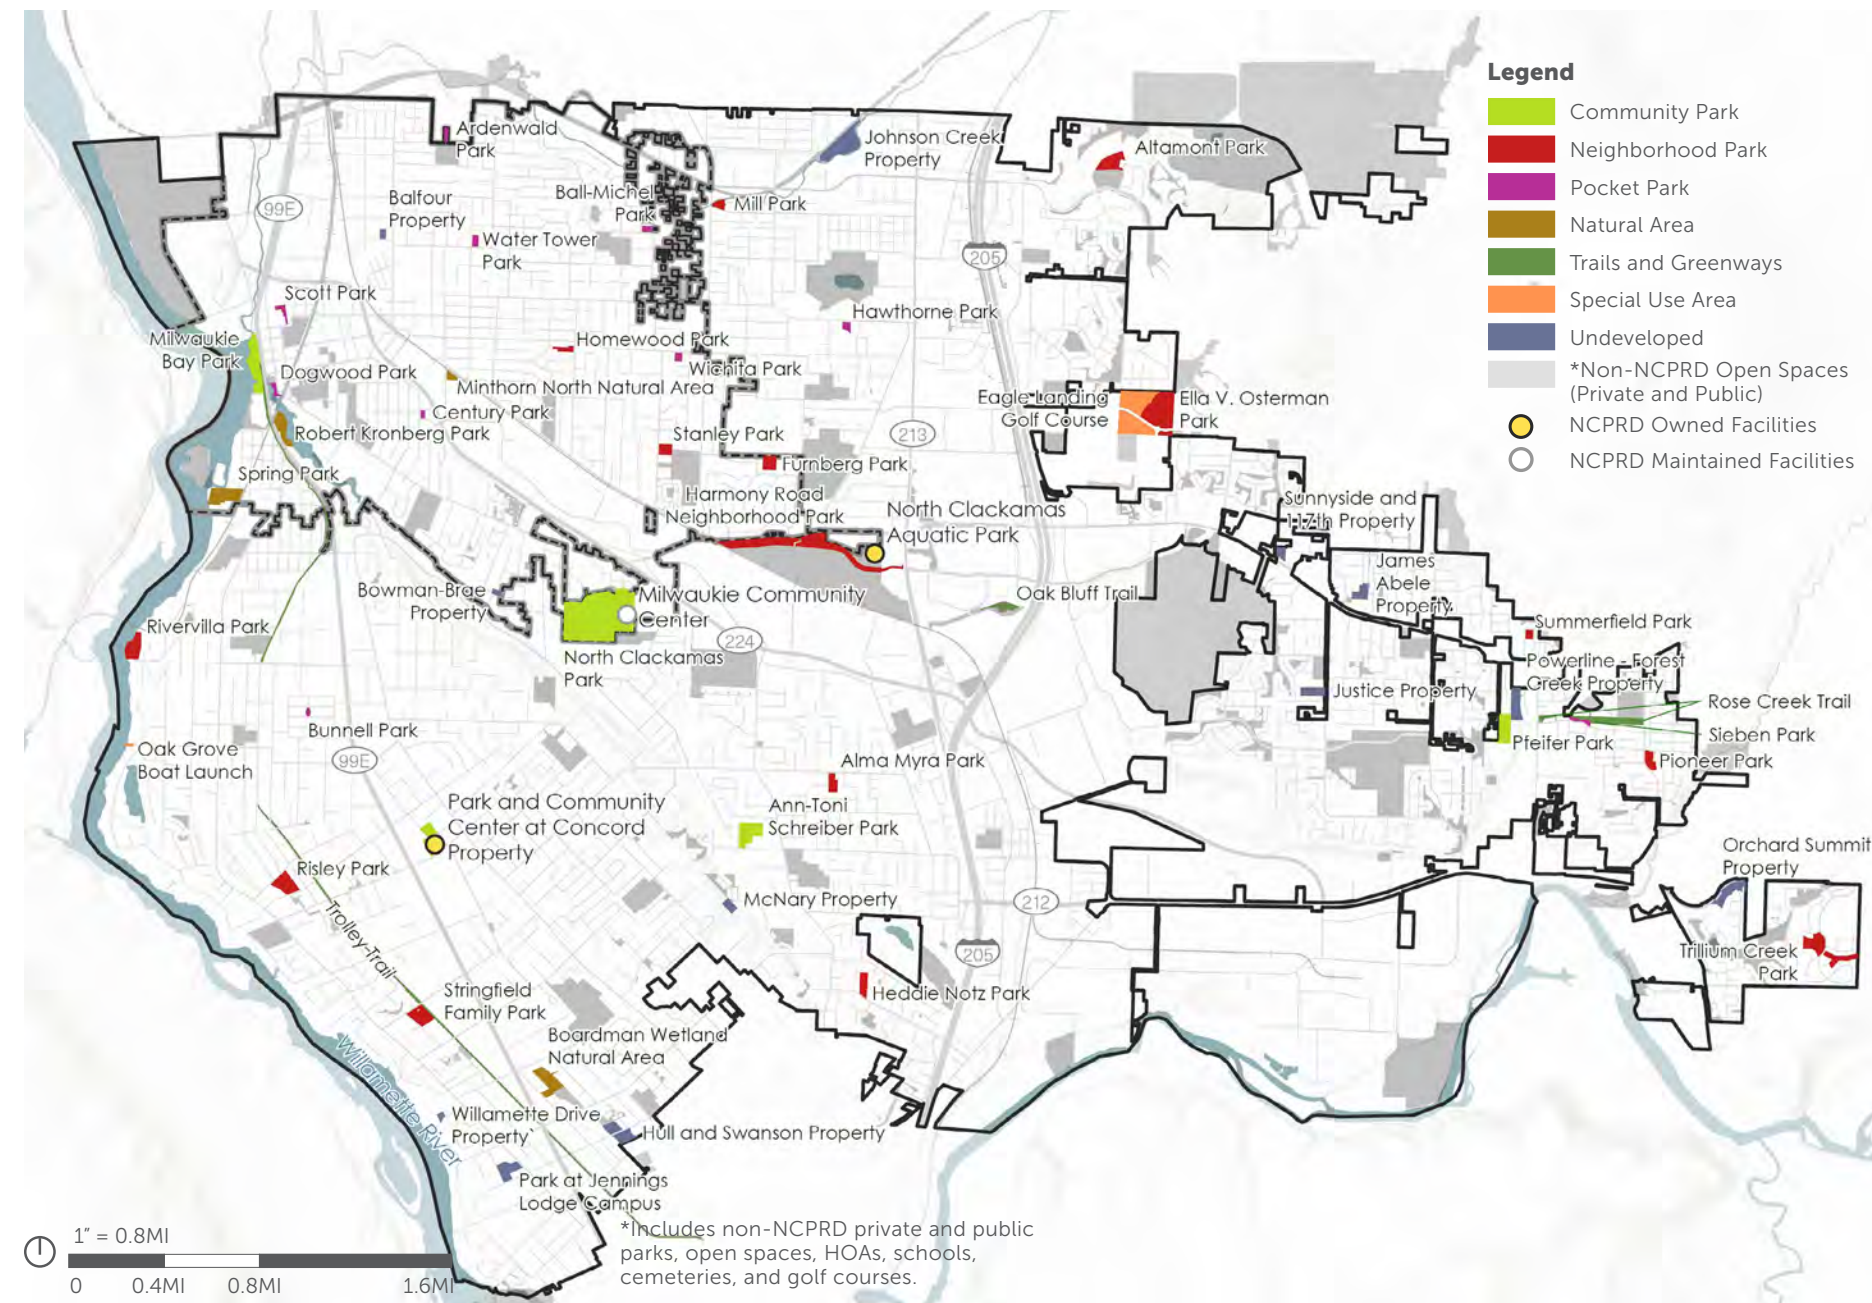 Legend
Community Park
Neighborhood Park
Pocket Park
Natural Area
Trails and Greenways
Special Use Area
Undeveloped
*Non-NCPRD Open Spaces
(Private and Public)
NCPRD Owned Facilities
NCPRD Maintained Facilities
Ardenwald
Park
Johnson Creek
Property
Altamont Park
Balfour
Property
Ball-Michel
Park
Mill Park
99E
Water Tower
Park
205
Scott Park
Hawthorne Park
Milwaukie
Bay Park
Homewood Park
Dogwood Park
Wichita Park
Minthorn North Natural Area
Century Park
Eagle Landing
Golf Course
Ella V. Osterman
Park
Robert Kronberg Park
Stanley Park
213
Furnberg Park
Spring Park
Harmony Road
Neighborhood Park
North Clackamas
Aquatic Park
Sunnyside and
117th Property
James
Abele
Property
Bowman-Brae
Property
Milwaukie Community
Center
Oak Bluff Trail
Rivervilla Park
224
Summerfield Park
North Clackamas
Park
Powerline - Forest
Creek Property
Justice Property
Rose Creek Trail
Bunnell Park
Sieben Park
Pfeifer Park
Oak Grove
Boat Launch
99E
Alma Myra Park
Pioneer Park
Park and Community
Center at Concord
Property
Ann-Toni
Schreiber Park
Orchard Summit
Property
Risley Park
McNary Property
212
Trolley-Trail
205
Trillium Creek
Park
Stringfield
Family Park
Heddie Notz Park
Boardman Wetland
Natural Area
Willamette River
Willamette Drive
Property
Hull and Swanson Property
Park at Jennings
Lodge Campus
*Includes non-NCPRD private and public
parks, open spaces, HOAs, schools,
cemeteries, and golf courses.
1” = 0.8MI
0 0.4MI 0.8MI 1.6MI